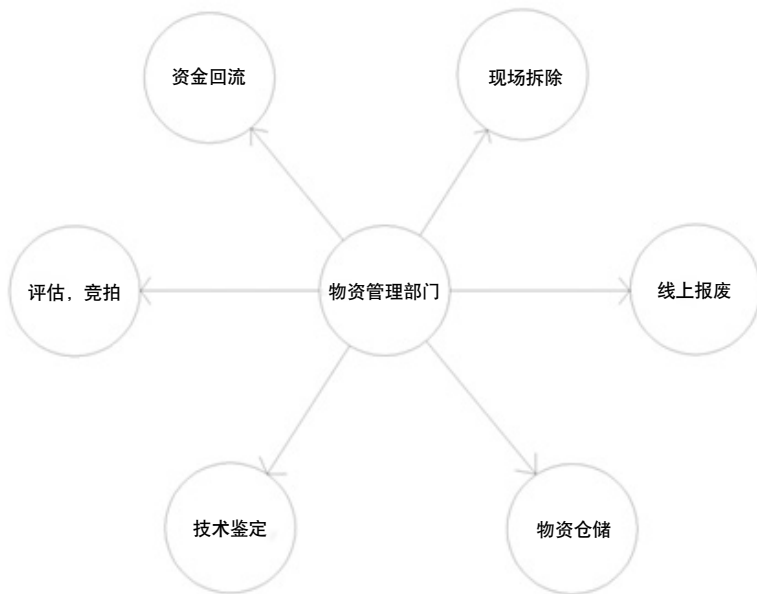 资金回流
现场拆除
评估，竞拍
物资管理部门
线上报废
技术鉴定
物资仓储